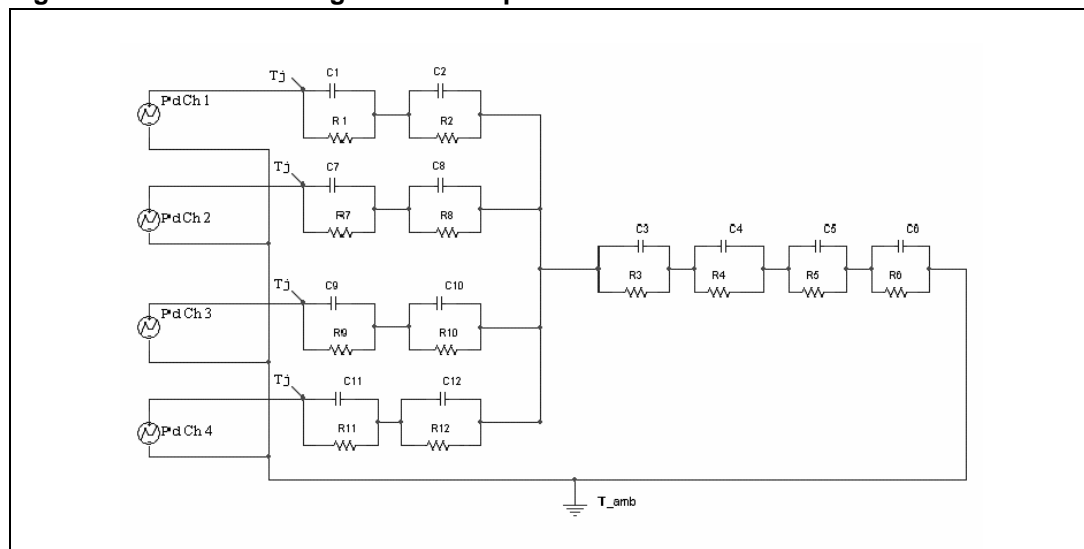 Tj
C1
C2
PdCh1
R1
R2
Tj
C7
C8
PdCh2
R7
R8
C3
C4
C5
C6
R3
R4
R5
R6
Tj
C9
C10
PdCh3
R9
R10
Tj
C11
C12
PdCh4
R11
R12
T_amb